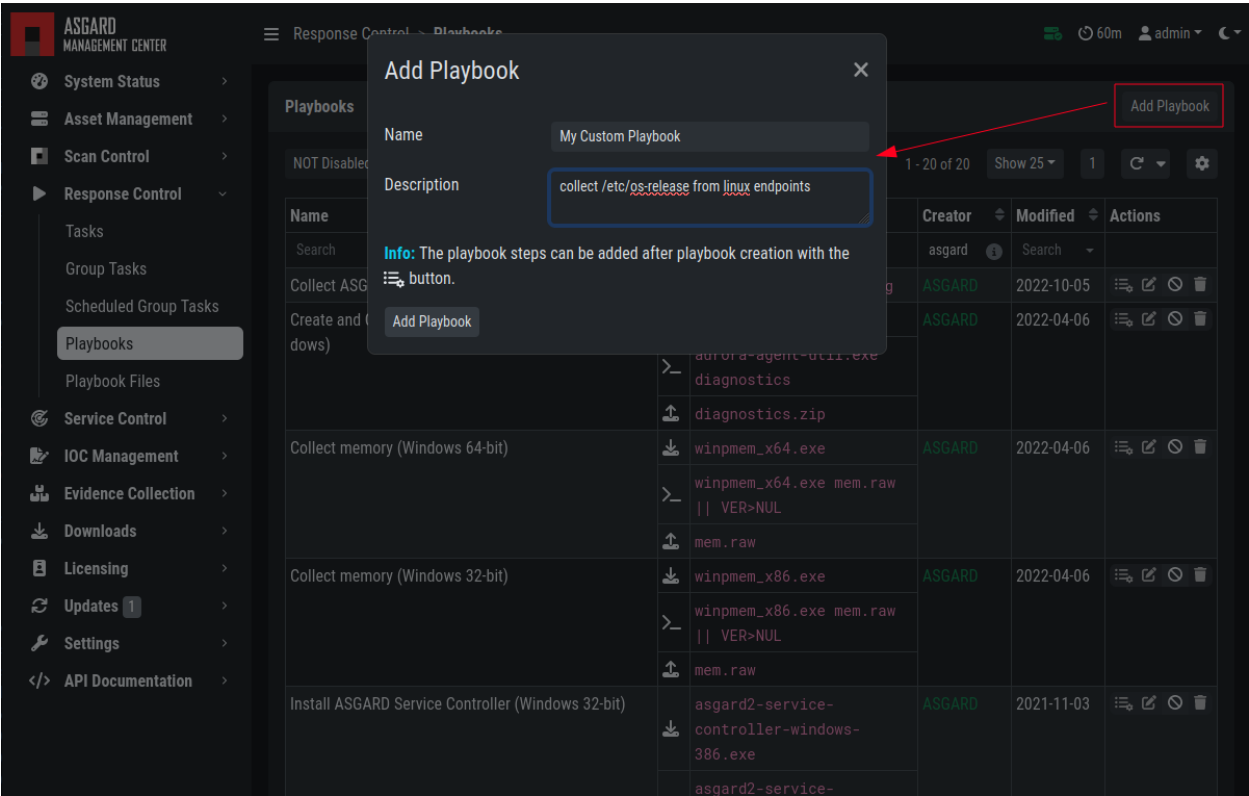 ASGARD
MANAGEMENT CENTER
Response Control > Playbooks
60m
admin
System Status
Asset Management
Scan Control
Response Control
Tasks
Group Tasks
Scheduled Group Tasks
Playbooks
Playbook Files
Service Control
IOC Management
Evidence Collection
Downloads
Licensing
Updates 1
Settings
API Documentation
Playbooks
Add Playbook
NOT Disabled
1 - 20 of 20
Show 25
1
Add Playbook
Name
My Custom Playbook
Description
collect /etc/os-release from linux endpoints
Info: The playbook steps can be added after playbook creation with the
button.
Add Playbook
Name
Creator
Modified
Actions
Search
asgard
Search
Collect ASG
g
ASGARD
2022-10-05
Create and
dows)
ASGARD
2022-04-06
aurora-agent-util.exe
diagnostics
diagnostics.zip
Collect memory (Windows 64-bit)
winpmem_x64.exe
ASGARD
2022-04-06
winpmem_x64.exe mem.raw
|| VER>NUL
mem.raw
Collect memory (Windows 32-bit)
winpmem_x86.exe
ASGARD
2022-04-06
winpmem_x86.exe mem.raw
|| VER>NUL
mem.raw
Install ASGARD Service Controller (Windows 32-bit)
asgard2-service-
controller-windows-
386.exe
ASGARD
2021-11-03
asgard2-service-